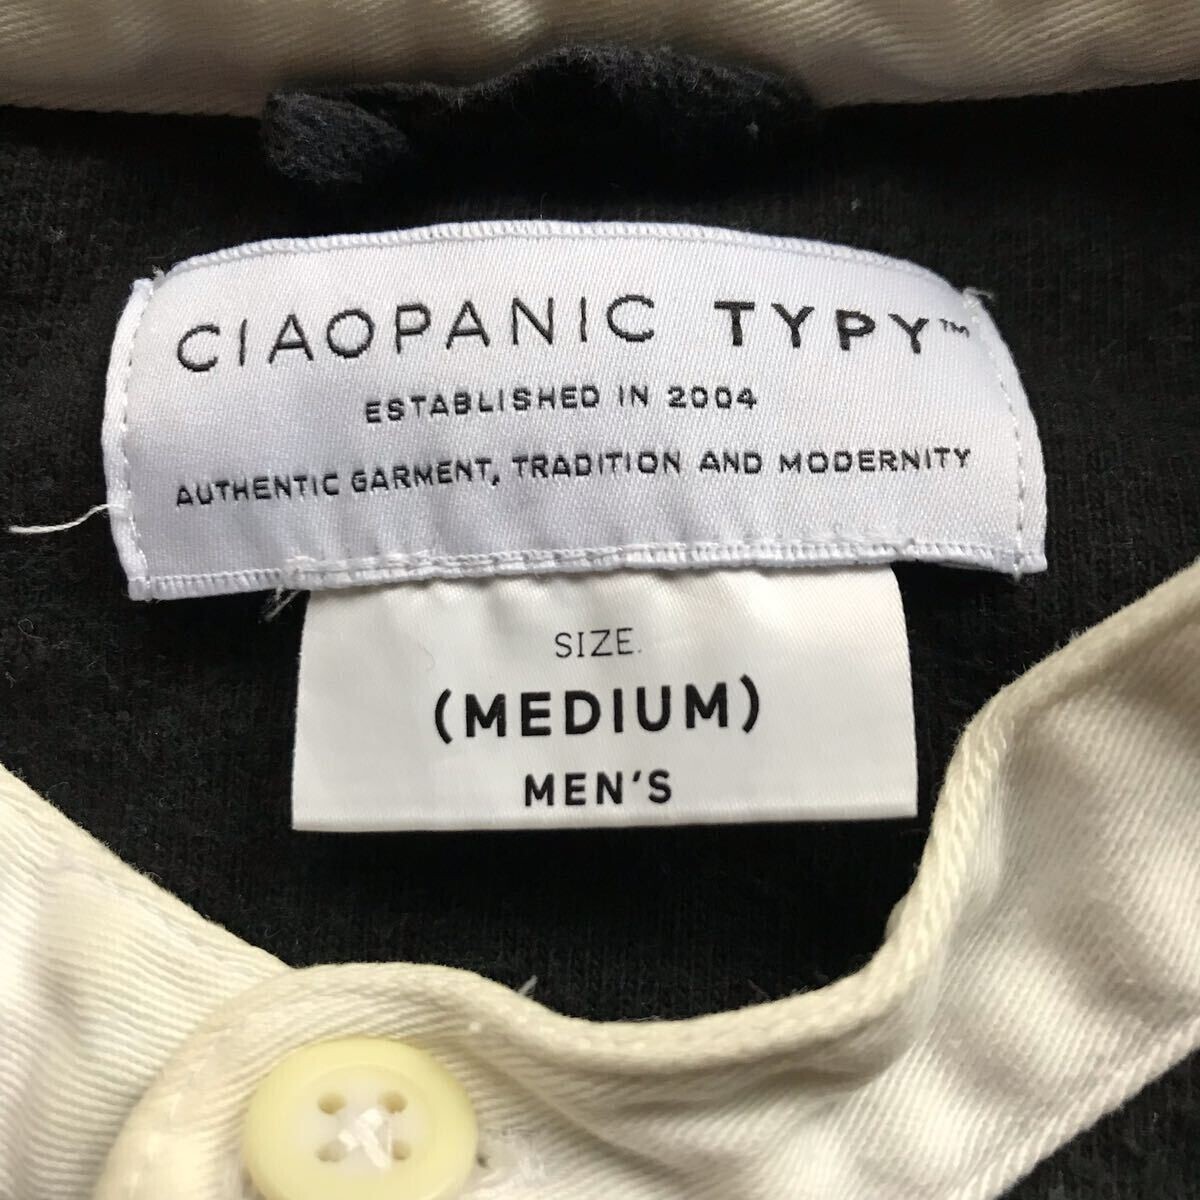 CIAOPANIC TYPY™
ESTABLISHED IN 2004
AUTHENTIC GARMENT, TRADITION AND MODERNITY
SIZE.
(MEDIUM)
MEN'S